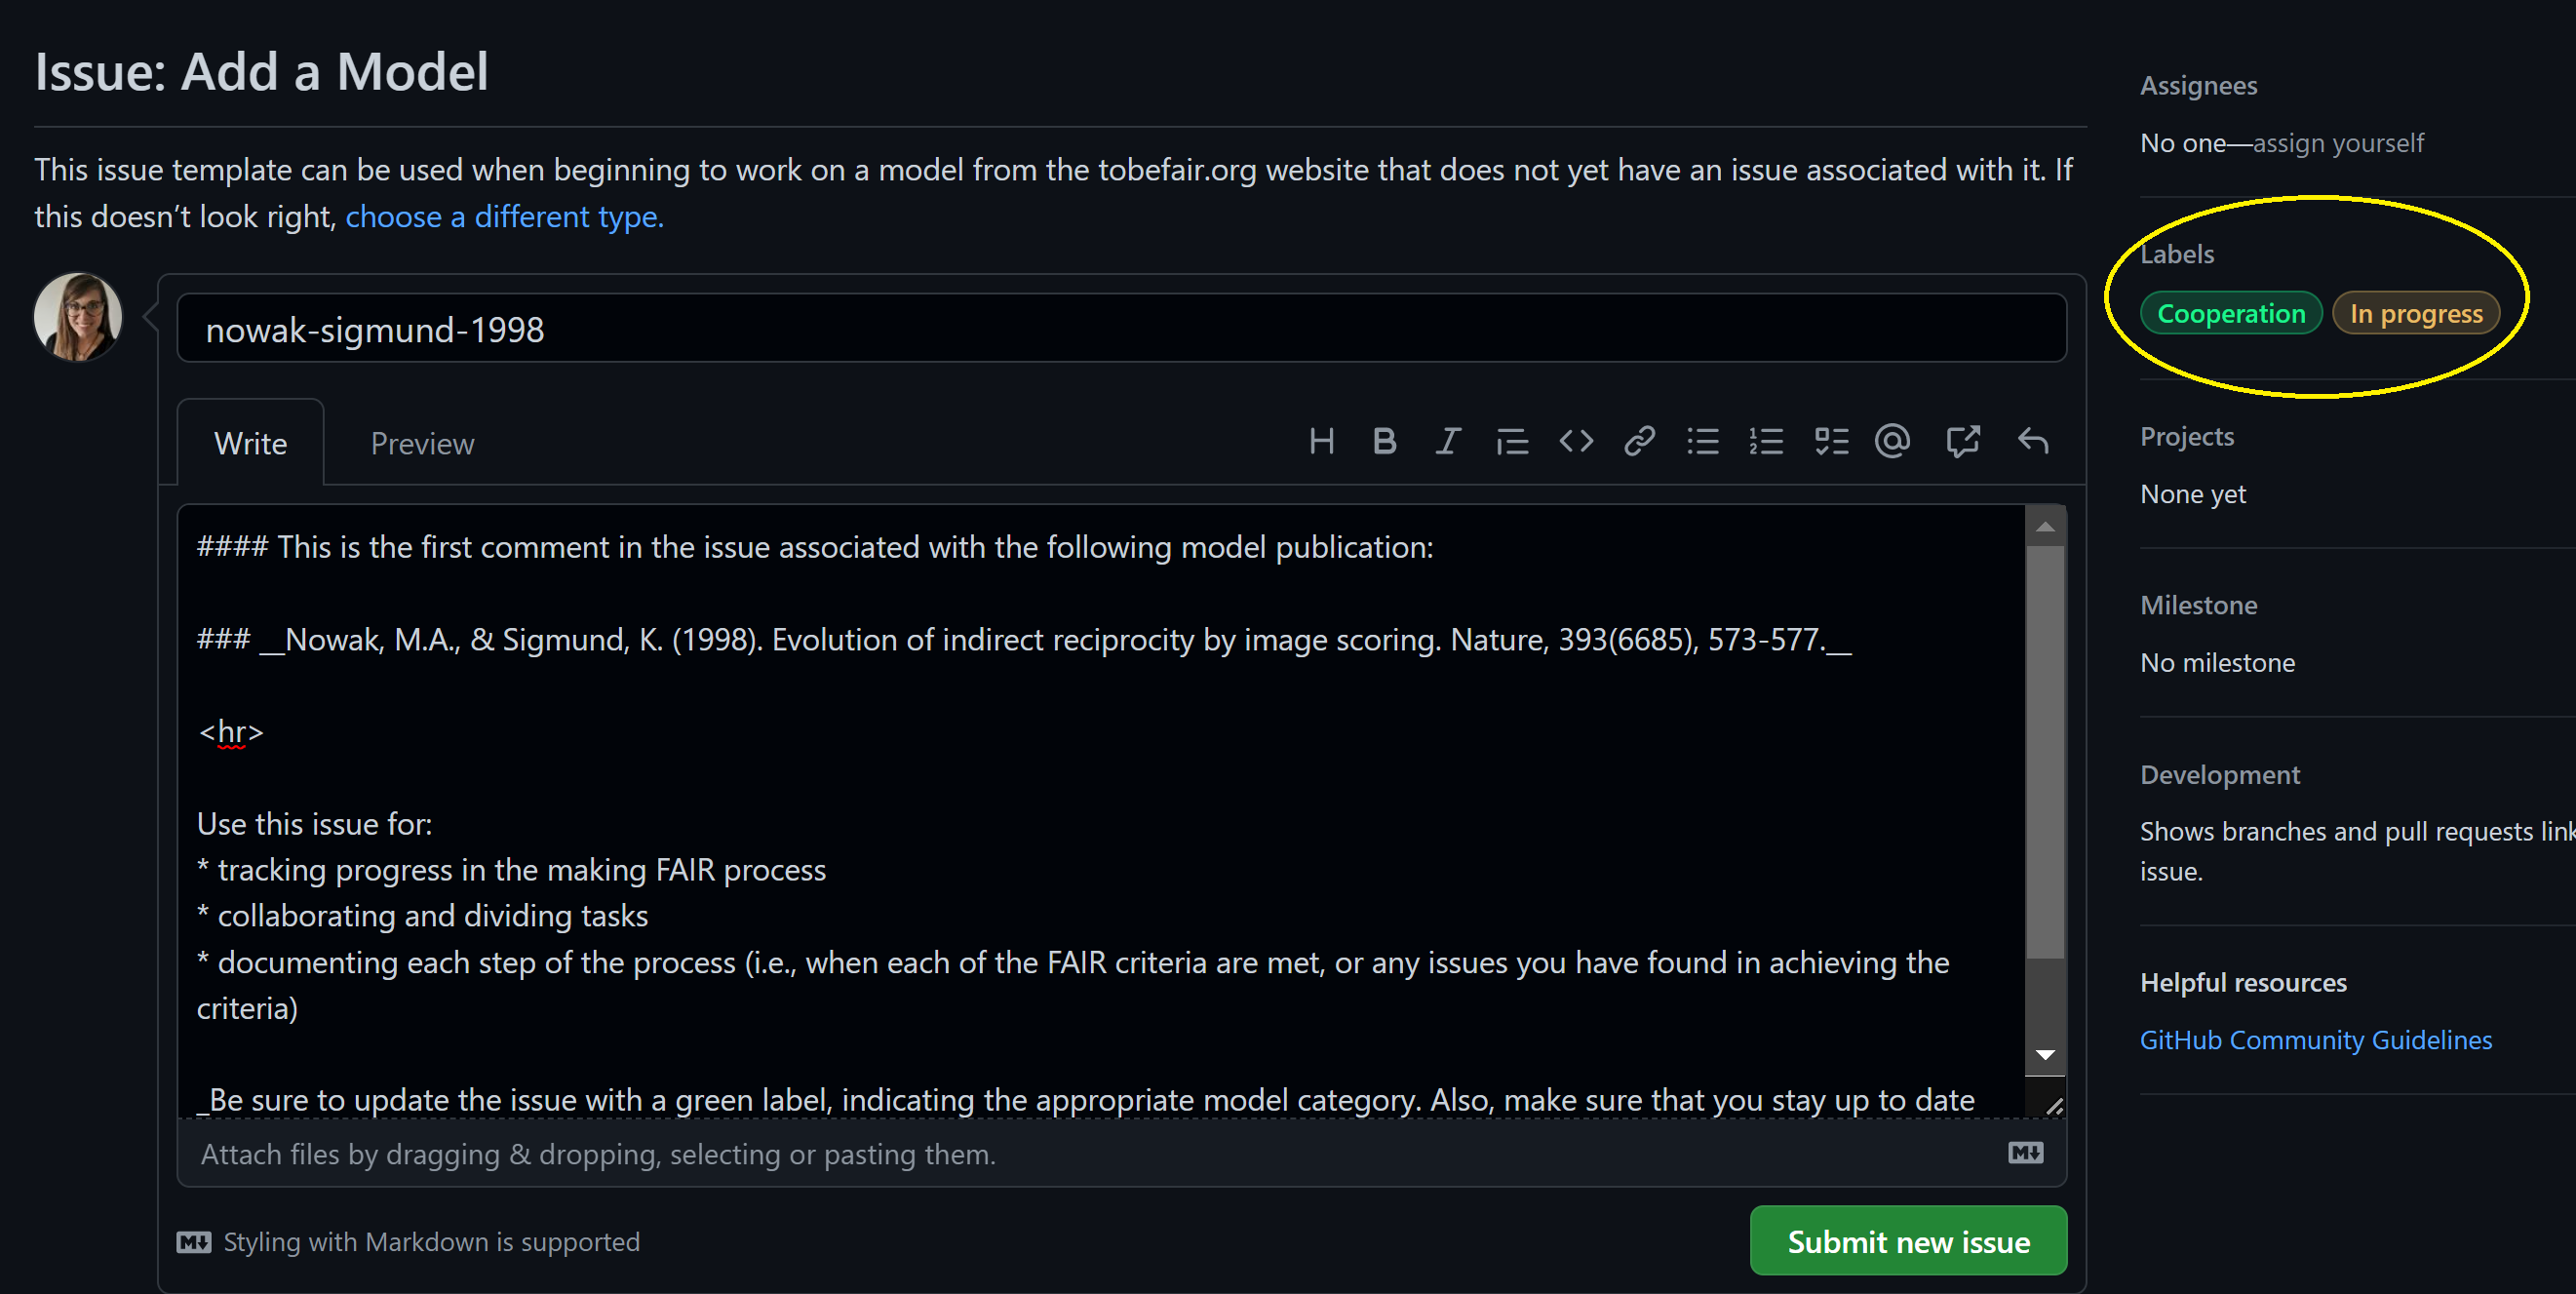 Issue: Add a Model
This issue template can be used when beginning to work on a model from the tobefair.org website that does not yet have an issue associated with it. If
this doesn’t look right, choose a different type.
nowak-sigmund-1998
Write
Preview
#### This is the first comment in the issue associated with the following model publication:
### __Nowak, M.A., & Sigmund, K. (1998). Evolution of indirect reciprocity by image scoring. Nature, 393(6685), 573-577.__
<hr>
Use this issue for:
* tracking progress in the making FAIR process
* collaborating and dividing tasks
* documenting each step of the process (i.e., when each of the FAIR criteria are met, or any issues you have found in achieving the
criteria)
_Be sure to update the issue with a green label, indicating the appropriate model category. Also, make sure that you stay up to date
Attach files by dragging & dropping, selecting or pasting them.
Styling with Markdown is supported
Submit new issue
Assignees
No one—assign yourself
Labels
Cooperation In progress
Projects
None yet
Milestone
No milestone
Development
Shows branches and pull requests link
issue.
Helpful resources
GitHub Community Guidelines